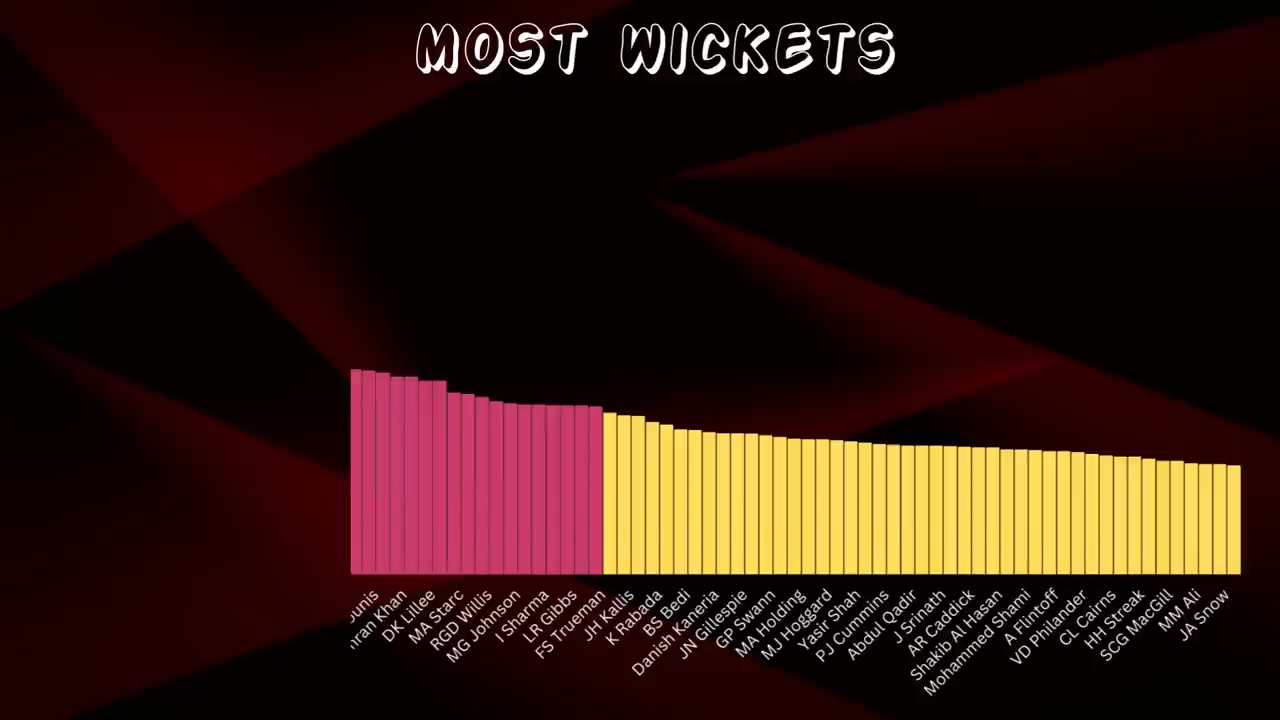 MOST WICKETS
DK Lillee
MA Starc
RGD Willis
MG Johnson
I Sharma
LR Gibbs
FS Trueman
JH Kallis
K Rabada
BS Bedi
Danish Kaneria
JN Gillespie
GP Swann
MA Holding
MJ Hoggard
Yasir Shah
PJ Cummins
Abdul Qadir
J Srinath
AR Caddick
Shakib Al Hasan
Mohammed Shami
A Flintoff
VD Philander
CL Cairns
HH Streak
SCG MacGill
MM Ali
JA Snow